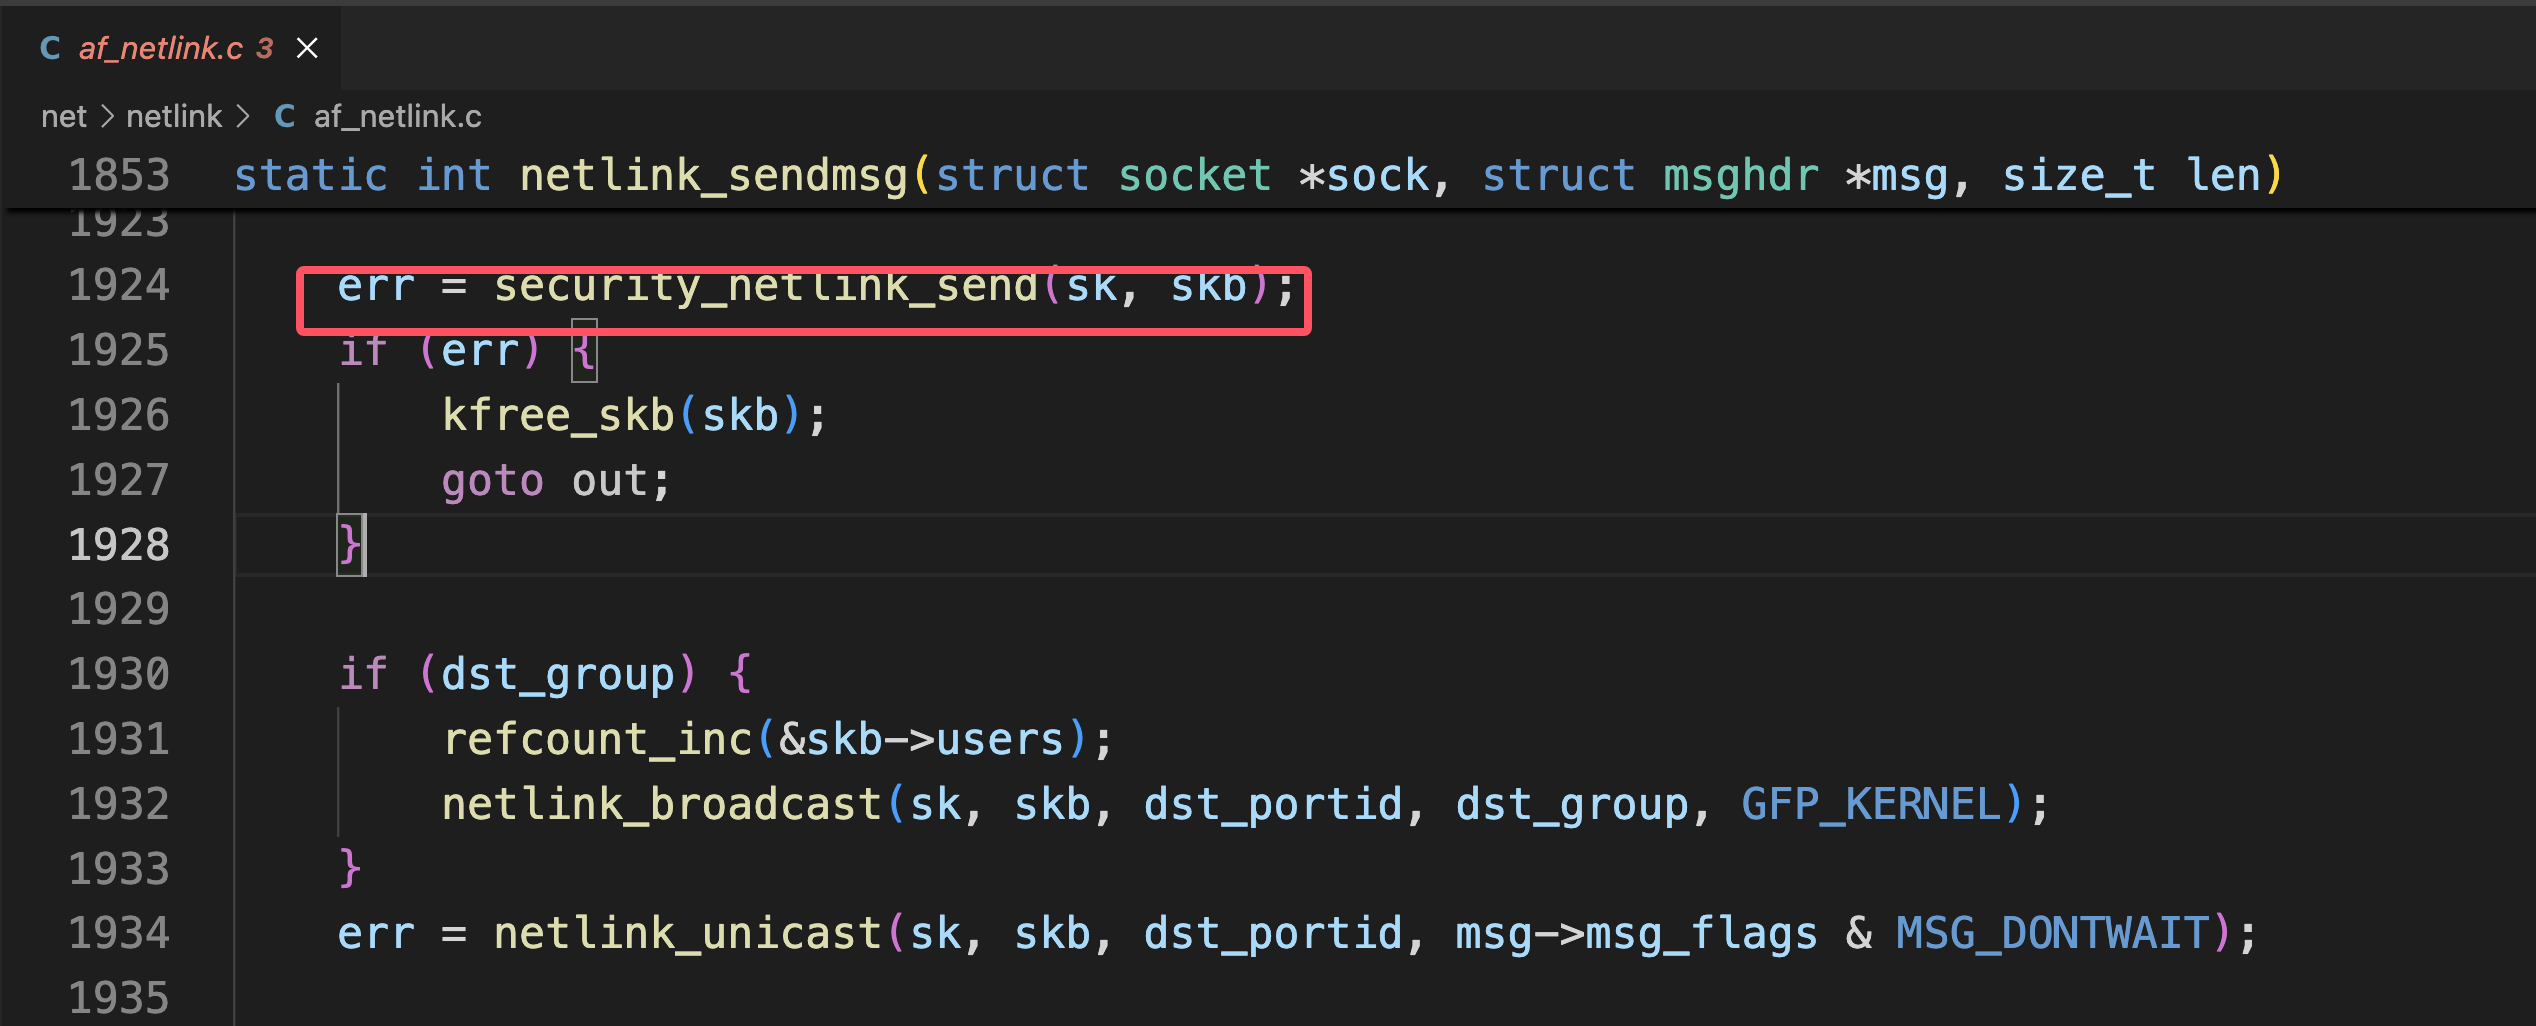 C af_netlink.c 3 ×
net > netlink > C af_netlink.c
1853 static int netlink_sendmsg(struct socket *sock, struct msghdr *msg, size_t len)
1923
1924 err = security_netlink_send(sk, skb);
1925 if (err) {
1926 kfree_skb(skb);
1927 goto out;
1928 }
1929
1930 if (dst_group) {
1931 refcount_inc(&skb->users);
1932 netlink_broadcast(sk, skb, dst_portid, dst_group, GFP_KERNEL);
1933 }
1934 err = netlink_unicast(sk, skb, dst_portid, msg->msg_flags & MSG_DONTWAIT);
1935